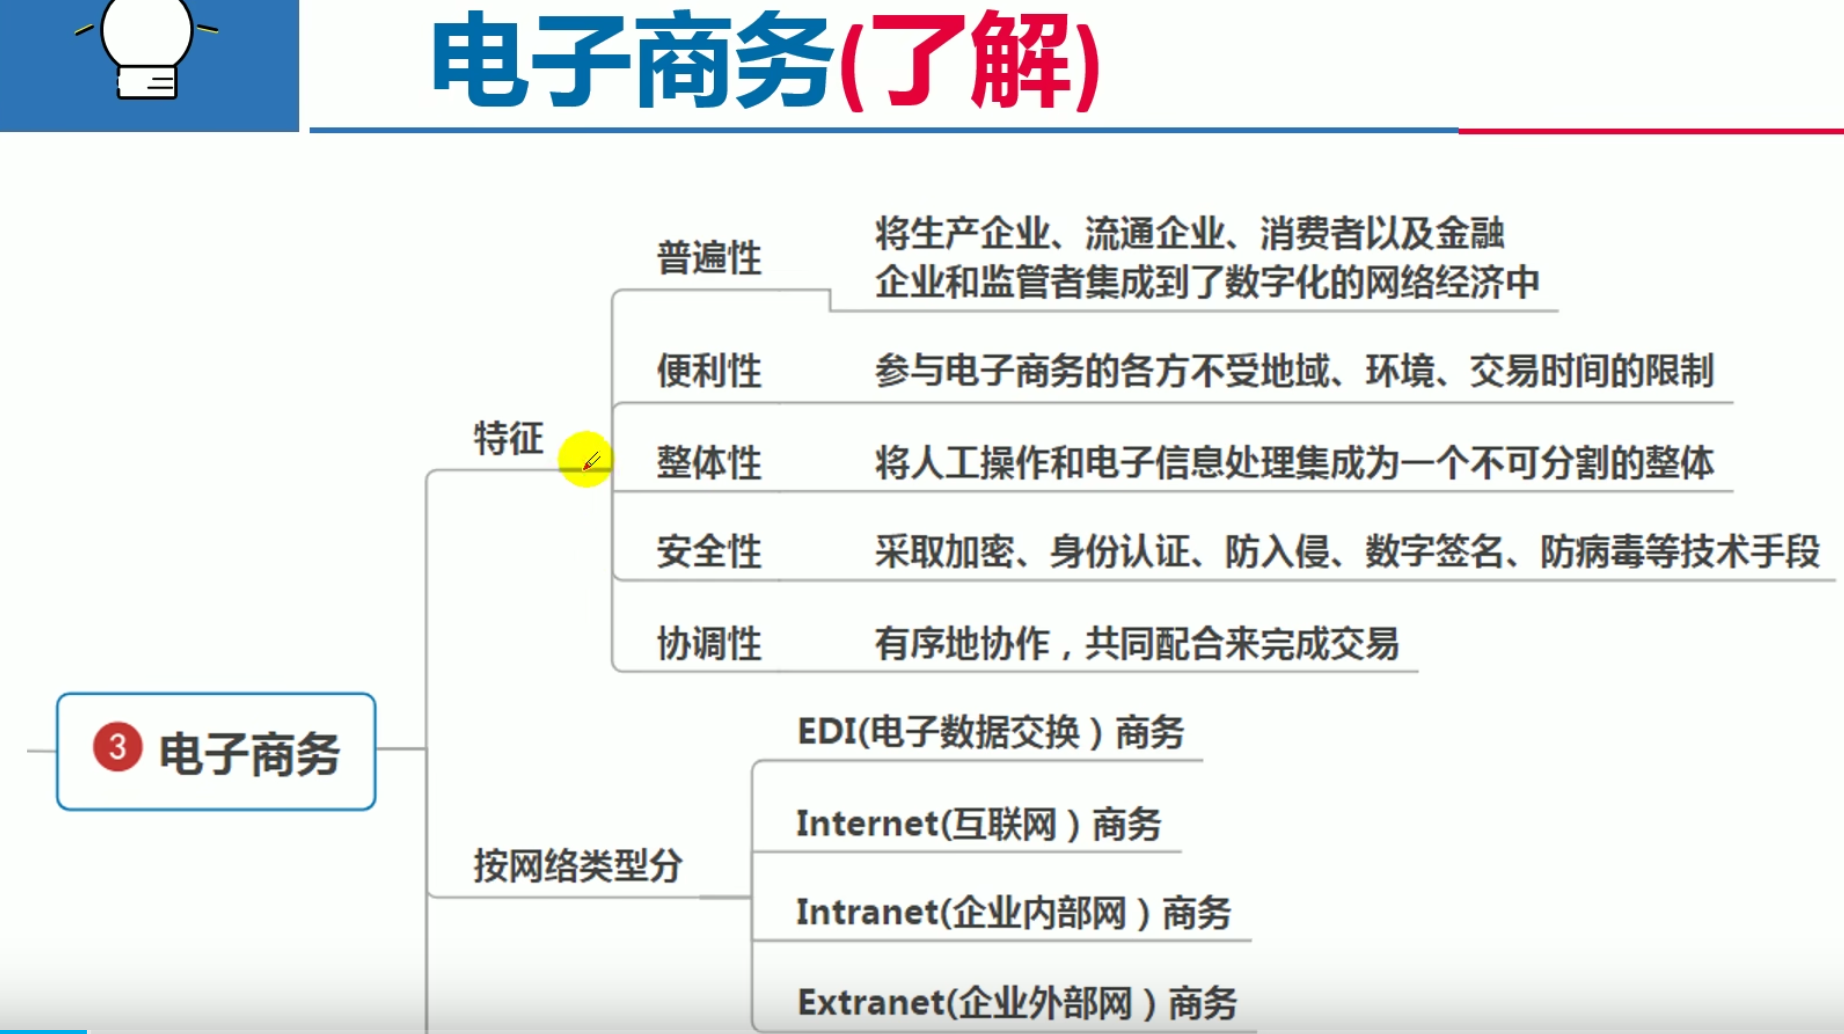 电子商务(了解)
普遍性
将生产企业、流通企业、消费者以及金融
企业和监管者集成到了数字化的网络经济中
便利性 参与电子商务的各方不受地域、环境、交易时间的限制
特征
整体性 将人工操作和电子信息处理集成为一个不可分割的整体
安全性 采取加密、身份认证、防入侵、数字签名、防病毒等技术手段
协调性 有序地协作，共同配合来完成交易
3 电子商务
EDI(电子数据交换）商务
Internet(互联网）商务
按网络类型分
Intranet(企业内部网）商务
Extranet(企业外部网）商务